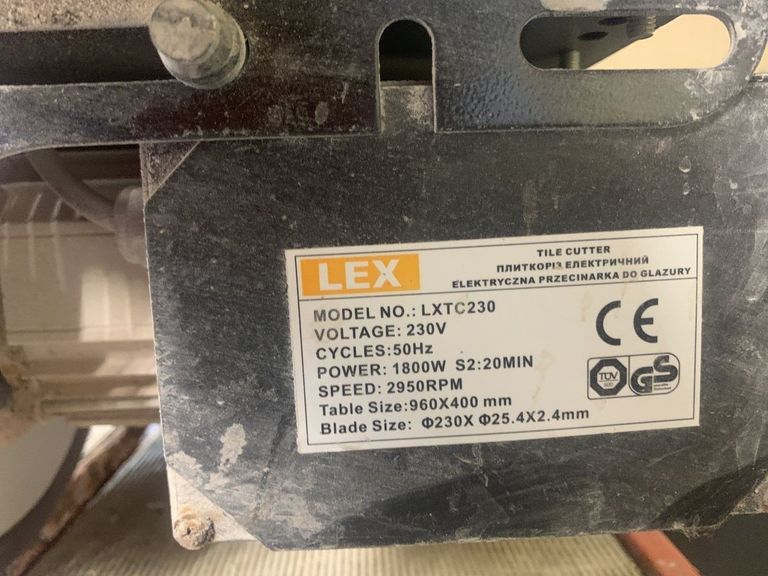 LEX
TILE CUTTER
ПЛИТКОРІЗ ЕЛЕКТРИЧНИЙ
ELEKTRYCZNA PRZECINARKA DO GLAZURY
MODEL NO.: LXTC230
VOLTAGE: 230V
CYCLES:50Hz
POWER: 1800W S2:20MIN
SPEED: 2950RPM
Table Size:960X400 mm
Blade Size: Φ230X Φ25.4X2.4mm
CE
TÜV
GS